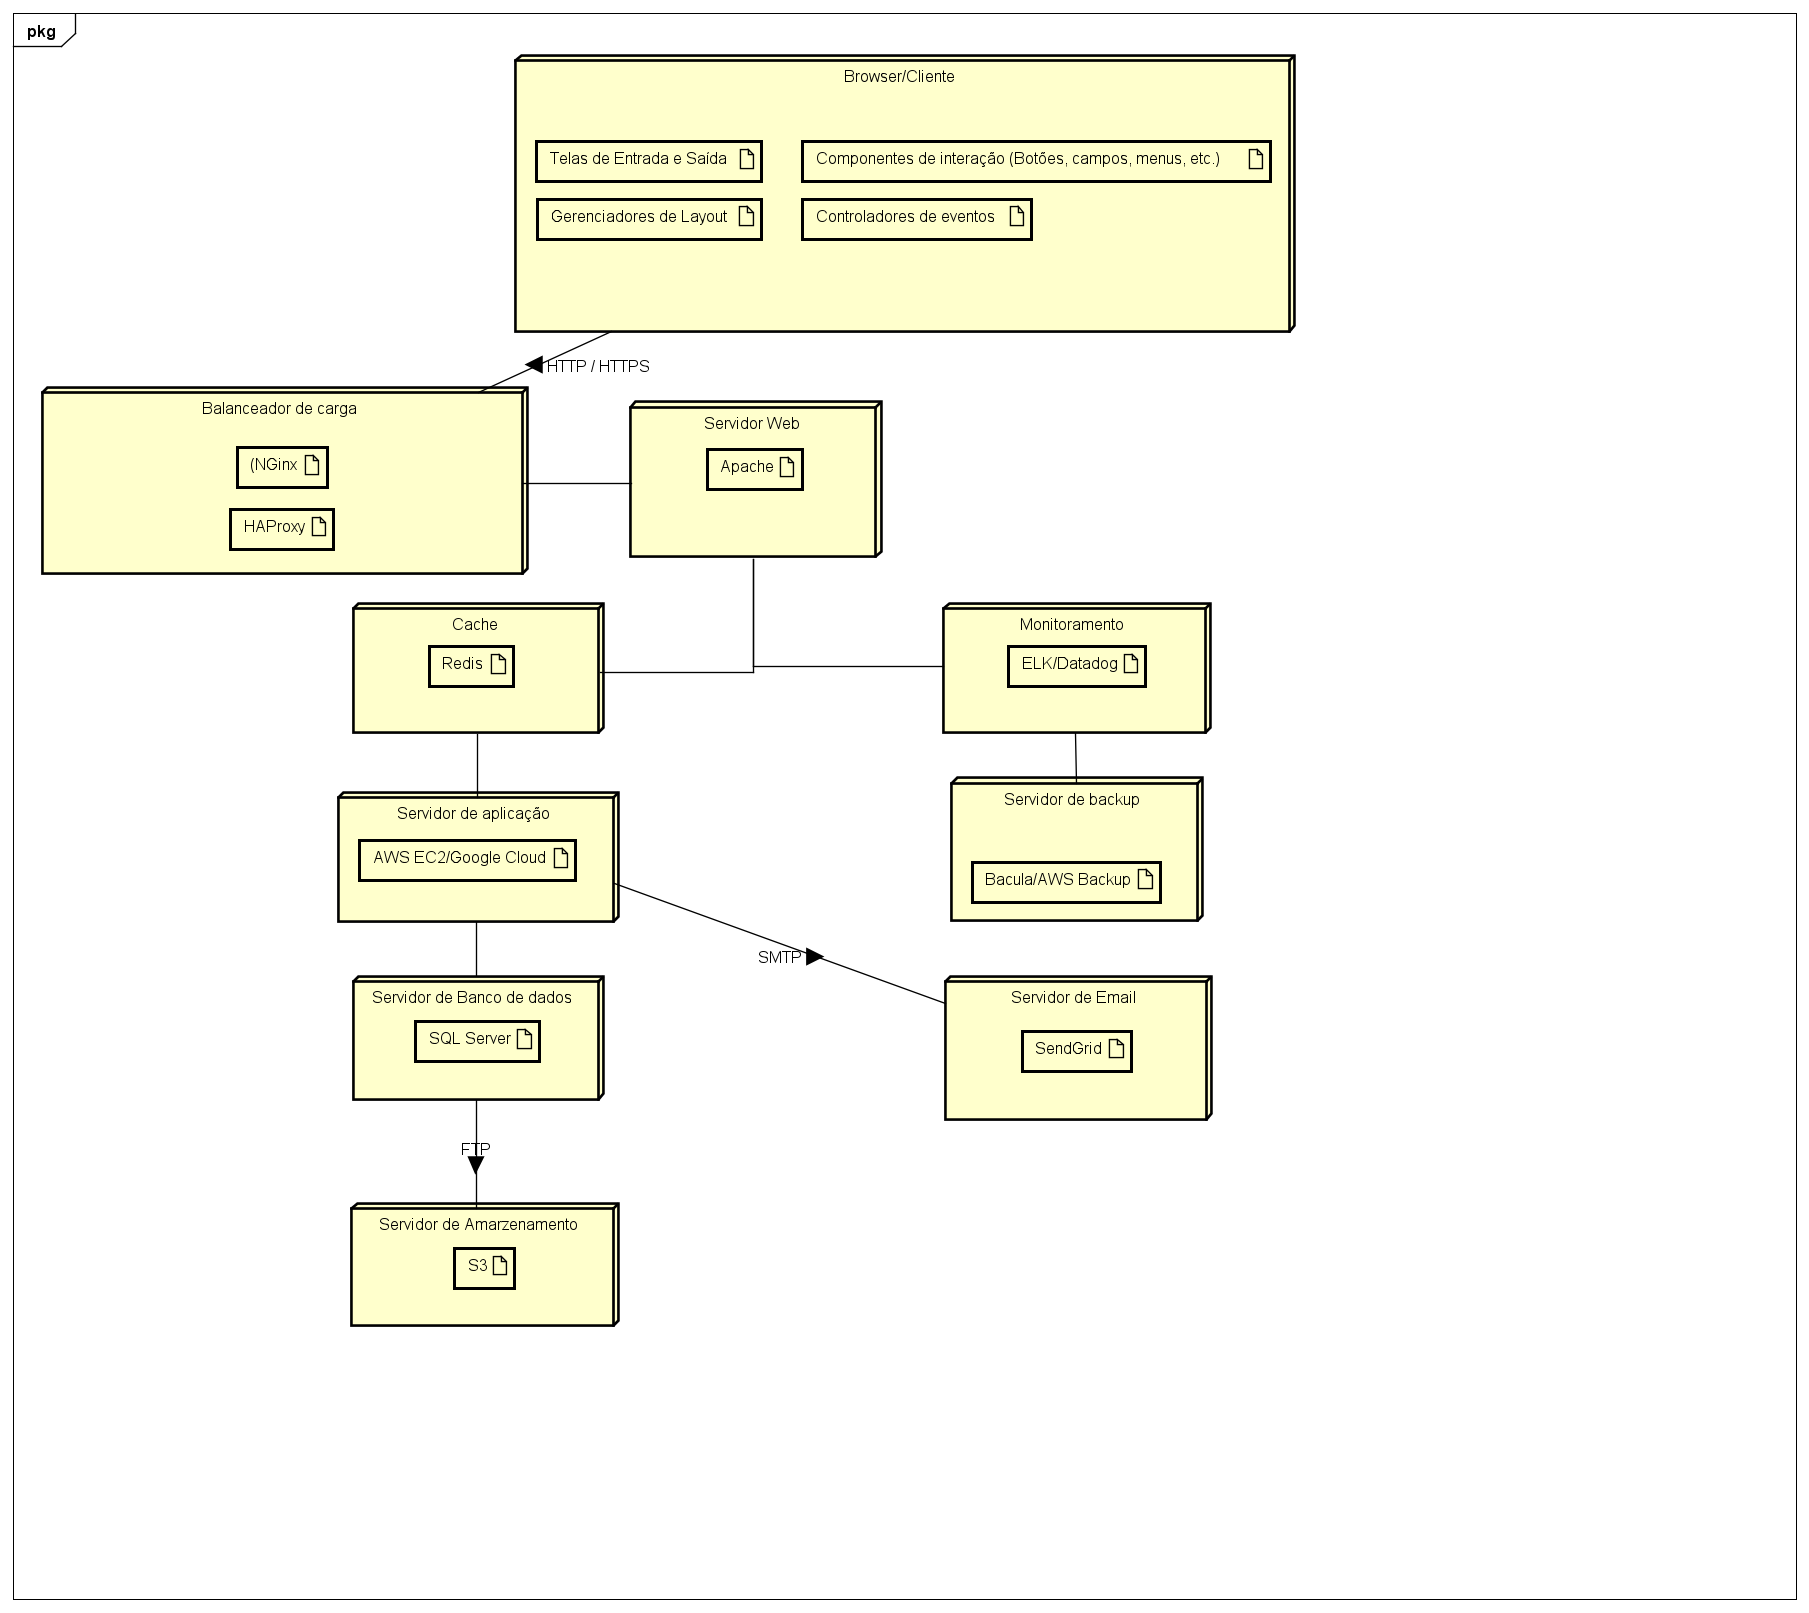 pkg
Browser/Cliente
Telas de Entrada e Saída
Componentes de interação (Botões, campos, menus, etc.)
Gerenciadores de Layout
Controladores de eventos
HTTP / HTTPS
Balanceador de carga
(NGinx
HAProxy
Servidor Web
Apache
Cache
Redis
Monitoramento
ELK/Datadog
Servidor de aplicação
AWS EC2/Google Cloud
Servidor de backup
Bacula/AWS Backup
SMTP
Servidor de Banco de dados
SQL Server
Servidor de Email
SendGrid
FTP
Servidor de Amarzenamento
S3